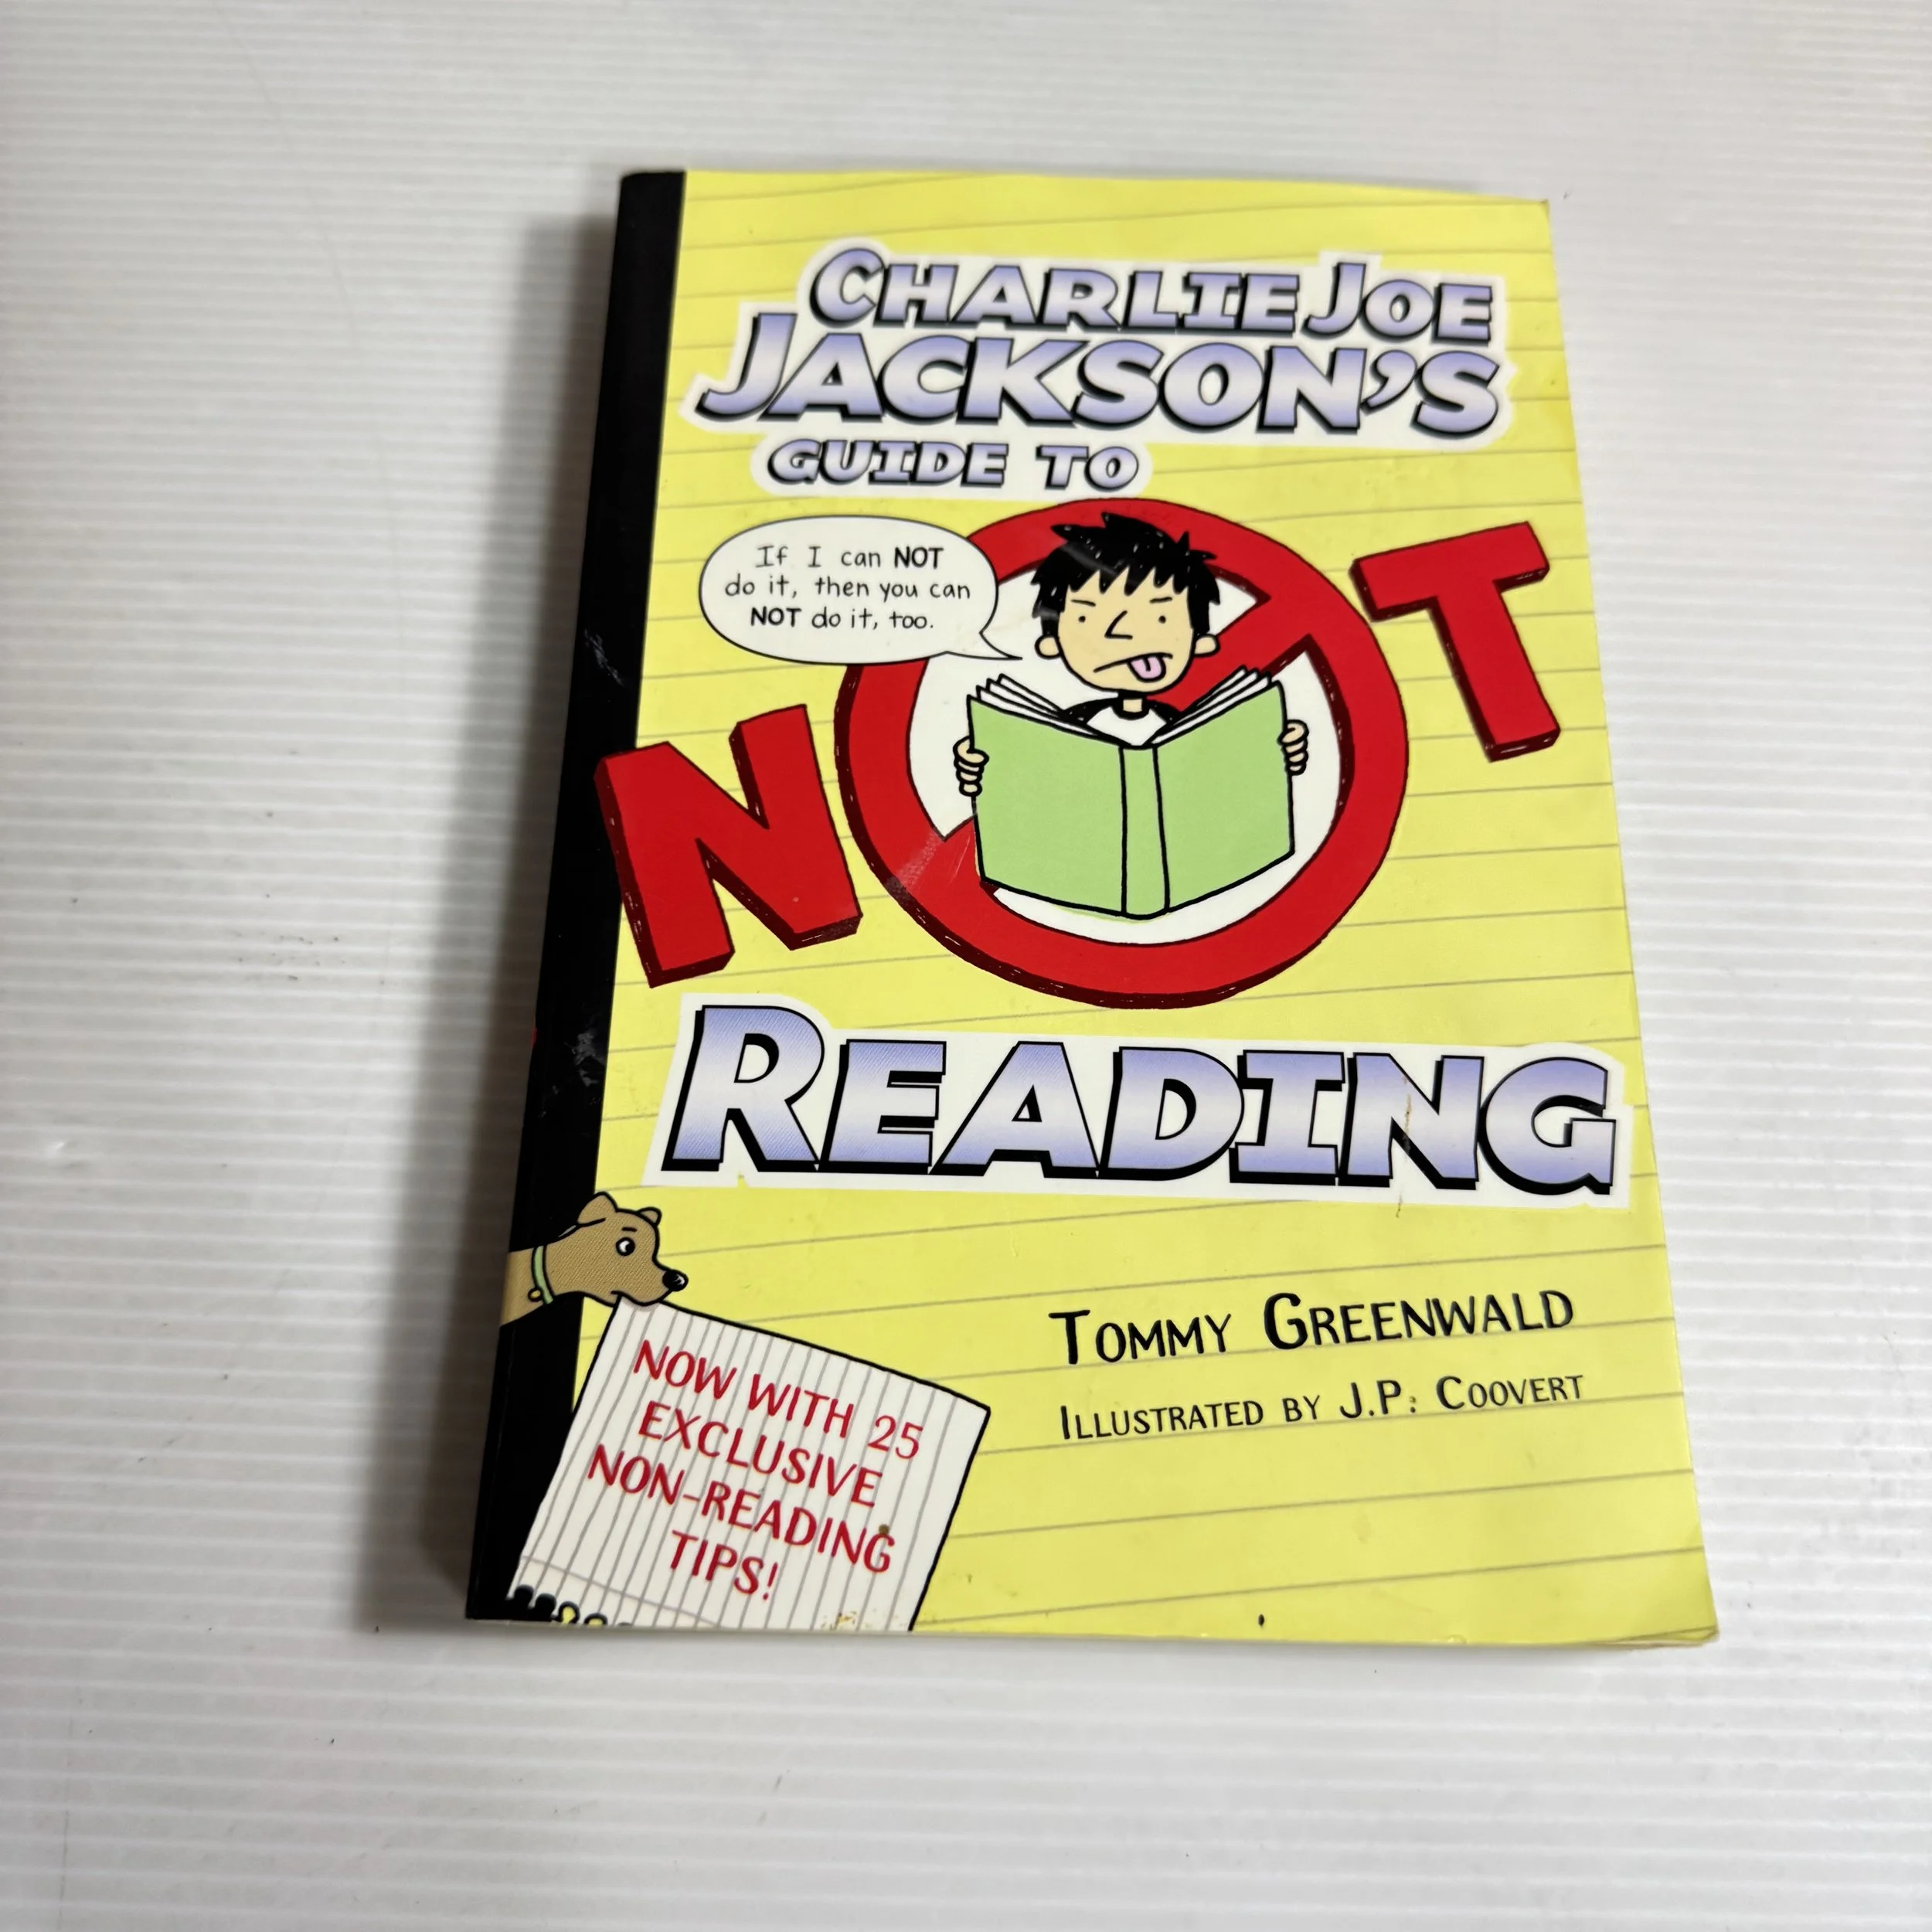 CHARLIE JOE
JACKSON'S
GUIDE TO
If I can NOT
do it, then you can
NOT do it, too.
NOT
READING
TOMMY GREENWALD
ILLUSTRATED BY J.P. COOVERT
NOW WITH 25
EXCLUSIVE
NON-READING
TIPS!